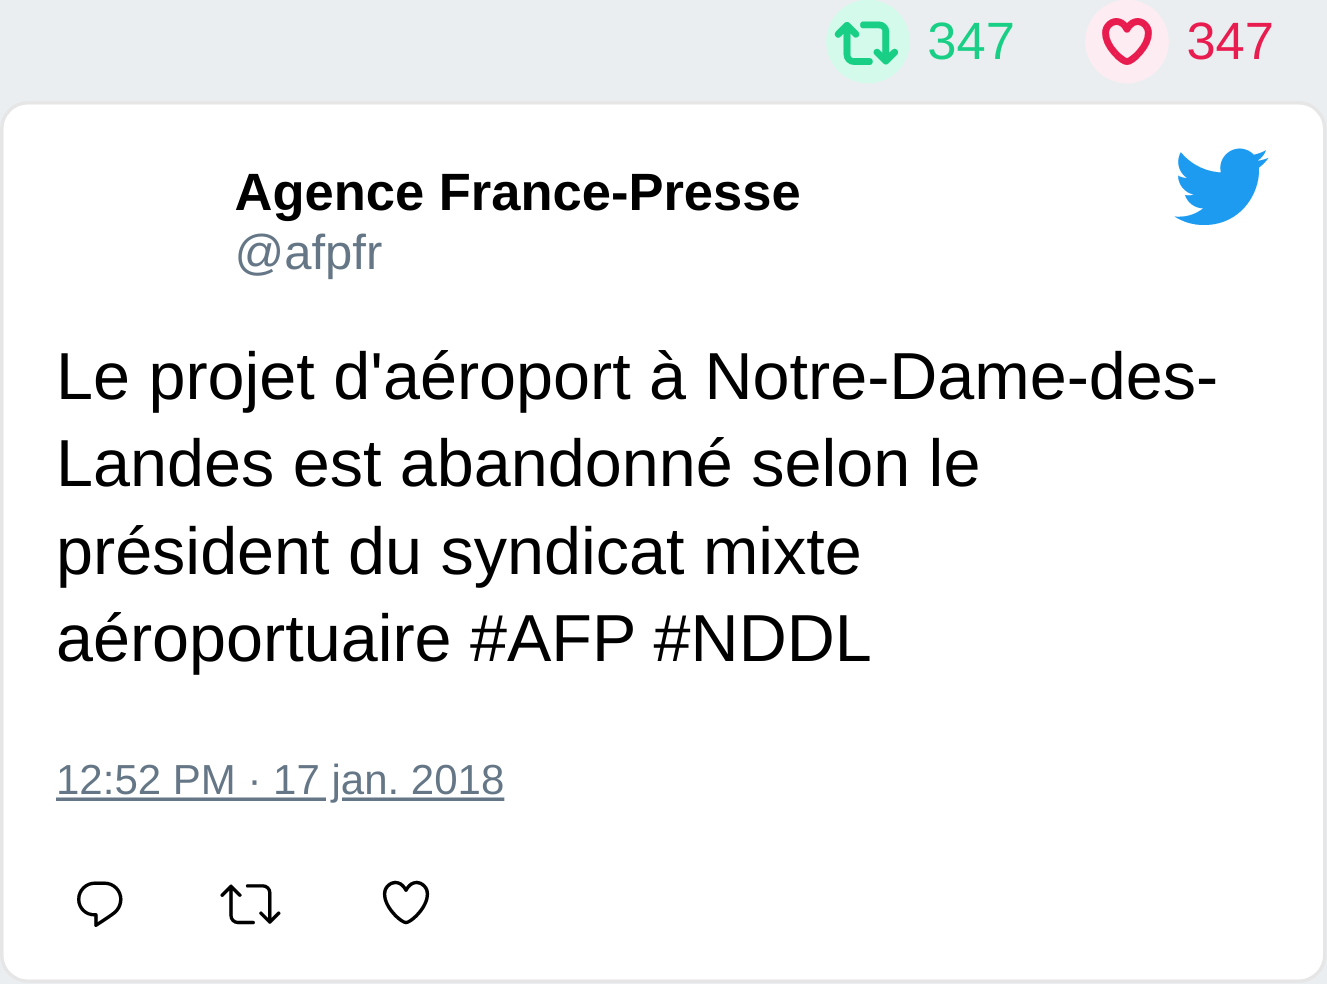 347 347
Agence France-Presse
@afpfr
Le projet d'aéroport à Notre-Dame-des-
Landes est abandonné selon le
président du syndicat mixte
aéroportuaire #AFP #NDDL
12:52 PM · 17 jan. 2018